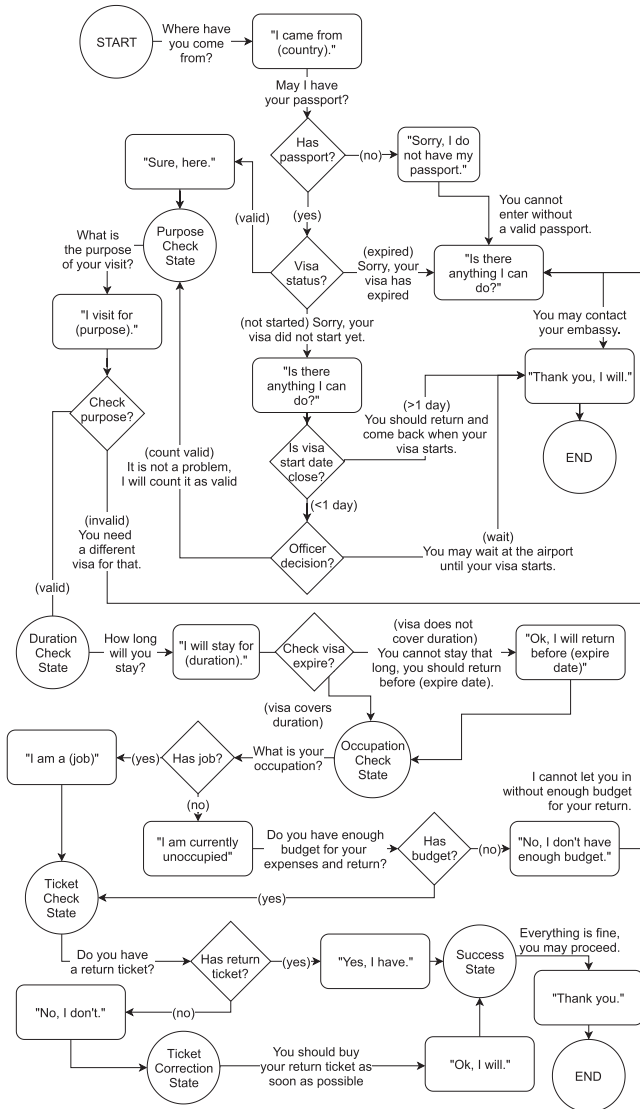 START
Where have
you come
from?
"I came from
(country)."
May I have
your passport?
Has
passport?
(no)
"Sorry, I do
not have my
passport."
"Sure, here."
(valid)
(yes)
You cannot
enter without
a valid passport.
What is
the purpose
of your visit?
Purpose
Check
State
Visa
status?
(expired)
Sorry, your
visa has
expired
"Is there
anything I can
do?"
"I visit for
(purpose)."
(not started) Sorry, your
visa did not start yet.
You may contact
your embassy.
"Is there
anything I can
do?"
"Thank you, I will."
Check
purpose?
(>1 day)
You should return and
come back when your
visa starts.
(count valid)
It is not a problem,
I will count it as valid
Is visa
start date
close?
END
(<1 day)
(invalid)
You need
a different
visa for that.
Officer
decision?
(wait)
You may wait at the airport
until your visa starts.
(valid)
Duration
Check
State
How long
will you
stay?
"I will stay for
(duration)."
Check visa
expire?
(visa does not
cover duration)
You cannot stay that
long, you should return
before (expire date).
"Ok, I will return
before (expire
date)"
(visa covers
duration)
"I am a (job)"
(yes)
Has job?
What is your
occupation?
Occupation
Check
State
(no)
I cannot let you in
without enough budget
for your return.
"I am currently
unoccupied"
Do you have enough
budget for your
expenses and return?
Has
budget?
(no)
"No, I don't have
enough budget."
Ticket
Check
State
(yes)
Do you have
a return ticket?
Has return
ticket?
(yes)
"Yes, I have."
Success
State
Everything is fine,
you may proceed.
"No, I don't."
(no)
"Thank you."
Ticket
Correction
State
You should buy
your return ticket as
soon as possible
"Ok, I will."
END